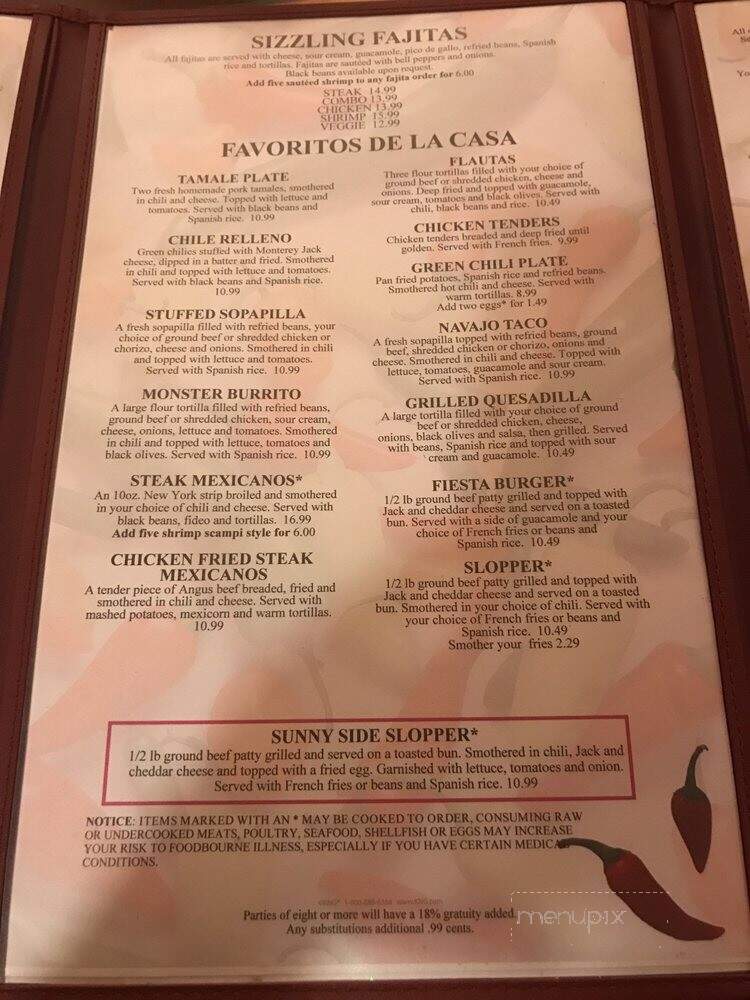 SIZZLING FAJITAS
All fajitas are served with cheese, sour cream, guacamole, pico de gallo, refried beans, Spanish
rice and tortillas. Fajitas are sautéed with bell peppers and onions.
Black beans available upon request.
Add five sautéed shrimp to any fajita order for 6.00
STEAK 14.99
COMBO 13.99
CHICKEN 13.99
SHRIMP 15.99
VEGGIE 12.99
FAVORITOS DE LA CASA
TAMALE PLATE
Two fresh homemade pork tamales, smothered
in chili and cheese. Topped with lettuce and
tomatoes. Served with black beans and
Spanish rice. 10.99
CHILE RELLENO
Green chilies stuffed with Monterey Jack
cheese, dipped in a batter and fried. Smothered
in chili and topped with lettuce and tomatoes.
Served with black beans and Spanish rice.
10.99
STUFFED SOPAPILLA
A fresh sopapilla filled with refried beans, your
choice of ground beef or shredded chicken or
chorizo, cheese and onions. Smothered in chili
and topped with lettuce and tomatoes.
Served with Spanish rice. 10.99
MONSTER BURRITO
A large flour tortilla filled with refried beans,
ground beef or shredded chicken, sour cream,
cheese, onions, lettuce and tomatoes. Smothered
in chili and topped with lettuce, tomatoes and
black olives. Served with Spanish rice. 10.99
STEAK MEXICANOS*
An 10oz. New York strip broiled and smothered
in your choice of chili and cheese. Served with
black beans, fideo and tortillas. 16.99
Add five shrimp scampi style for 6.00
CHICKEN FRIED STEAK
MEXICANOS
A tender piece of Angus beef breaded, fried and
smothered in chili and cheese. Served with
mashed potatoes, mexicorn and warm tortillas.
10.99
FLAUTAS
Three flour tortillas filled with your choice of
ground beef or shredded chicken, cheese and
onions. Deep fried and topped with guacamole,
sour cream, tomatoes and black olives. Served with
chili, black beans and rice. 10.49
CHICKEN TENDERS
Chicken tenders breaded and deep fried until
golden. Served with French fries. 9.99
GREEN CHILI PLATE
Pan fried potatoes, Spanish rice and refried beans.
Smothered hot chili and cheese. Served with
warm tortillas. 8.99
Add two eggs* for 1.49
NAVAJO TACO
A fresh sopapilla topped with refried beans, ground
beef, shredded chicken or chorizo, onions and
cheese. Smothered in chili and cheese. Topped with
lettuce, tomatoes, guacamole and sour cream.
Served with Spanish rice. 10.99
GRILLED QUESADILLA
A large tortilla filled with your choice of ground
beef or shredded chicken, cheese,
onions, black olives and salsa, then grilled. Served
with beans, Spanish rice and topped with sour
cream and guacamole. 10.49
FIESTA BURGER*
1/2 lb ground beef patty grilled and topped with
Jack and cheddar cheese and served on a toasted
bun. Served with a side of guacamole and your
choice of French fries or beans and
Spanish rice. 10.49
SLOPPER*
1/2 lb ground beef patty grilled and topped with
Jack and cheddar cheese and served on a toasted
bun. Smothered in your choice of chili. Served with
your choice of French fries or beans and
Spanish rice. 10.49
Smother your fries 2.29
SUNNY SIDE SLOPPER*
1/2 lb ground beef patty grilled and served on a toasted bun. Smothered in chili, Jack and
cheddar cheese and topped with a fried egg. Garnished with lettuce, tomatoes and onion.
Served with French fries or beans and Spanish rice. 10.99
NOTICE: ITEMS MARKED WITH AN * MAY BE COOKED TO ORDER, CONSUMING RAW
OR UNDERCOOKED MEATS, POULTRY, SEAFOOD, SHELLFISH OR EGGS MAY INCREASE
YOUR RISK TO FOODBOURNE ILLNESS, ESPECIALLY IF YOU HAVE CERTAIN MEDICA
CONDITIONS.
Parties of eight or more will have a 18% gratuity added.
Any substitutions additional .99 cents.
menupix